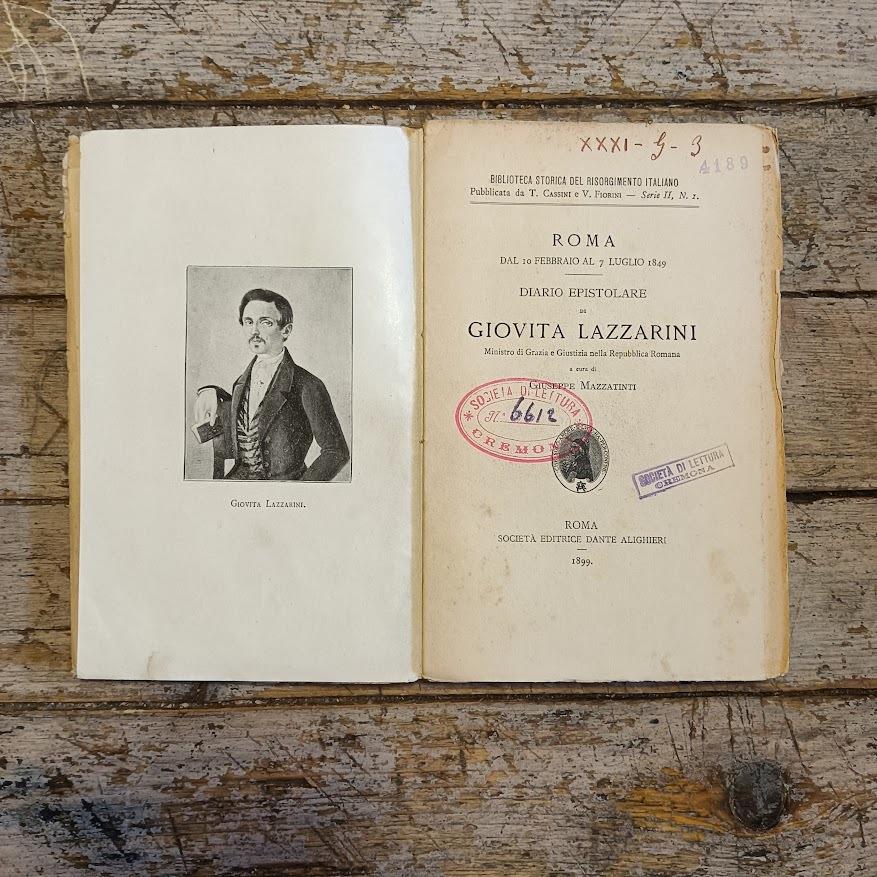 GIOVITA LAZZARINI.
XXXI - G - 3
4189
BIBLIOTECA STORICA DEL RISORGIMENTO ITALIANO
Pubblicata da T. CASSINI e V. FIORINI — Serie II, N. 1.
ROMA
DAL 10 FEBBRAIO AL 7 LUGLIO 1849
DIARIO EPISTOLARE
DI
GIOVITA LAZZARINI
Ministro di Grazia e Giustizia nella Repubblica Romana
a cura di
GIUSEPPE MAZZATINTI
SOCIETÀ DI LETTURA
N.° 6612
CREMONA
SOCIETÀ DI LETTURA
CREMONA
ROMA
SOCIETÀ EDITRICE DANTE ALIGHIERI
1899.